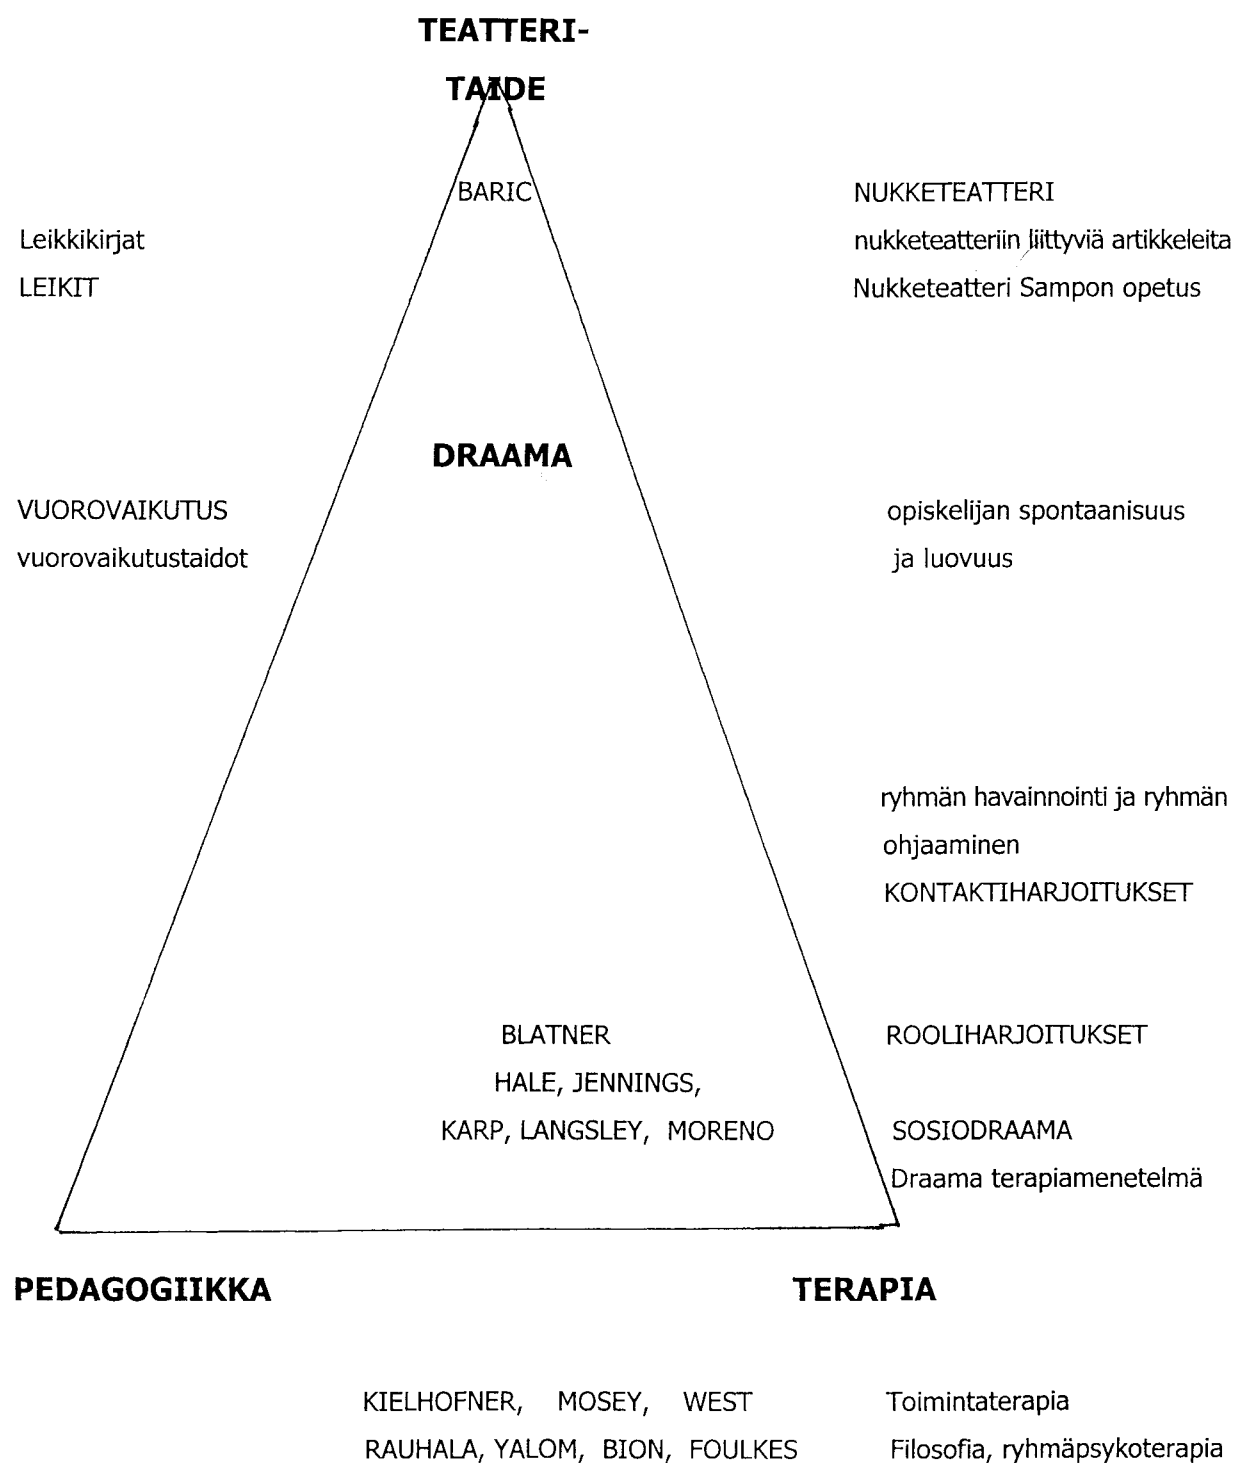 TEATTERI-
TAIDE
BARIC
NUKKETEATTERI
Leikkikirjat
nukketeatteriin liittyviä artikkeleita
LEIKIT
Nukketeatteri Sampon opetus
DRAAMA
VUOROVAIKUTUS
opiskelijan spontaanisuus
vuorovaikutustaidot
ja luovuus
ryhmän havainnointi ja ryhmän
ohjaaminen
KONTAKTIHARJOITUKSET
BLATNER
ROOLIHARJOITUKSET
HALE, JENNINGS,
KARP, LANGSLEY, MORENO
SOSIODRAAMA
Draama terapiamenetelmä
PEDAGOGIIKKA
TERAPIA
KIELHOFNER, MOSEY, WEST
Toimintaterapia
RAUHALA, YALOM, BION, FOULKES
Filosofia, ryhmäpsykoterapia